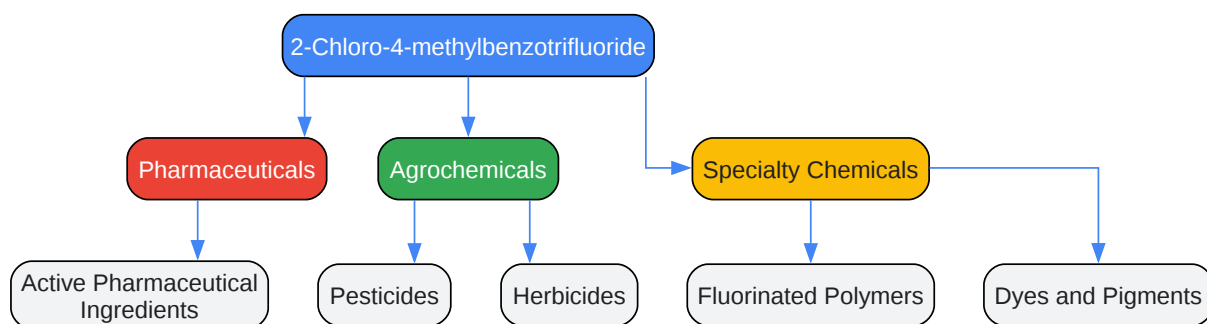 2-Chloro-4-methylbenzotrifluoride
Pharmaceuticals
Agrochemicals
Specialty Chemicals
Active Pharmaceutical
Ingredients
Pesticides
Herbicides
Fluorinated Polymers
Dyes and Pigments